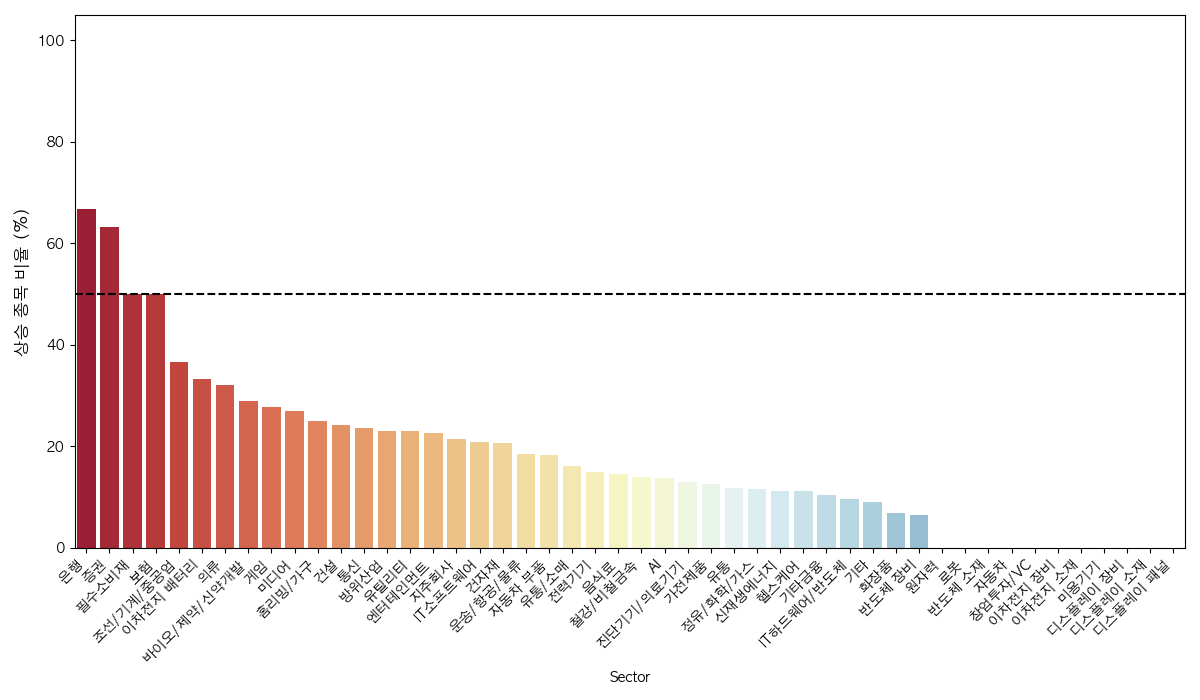 상승 종목 비율 (%)
100
80
60
40
20
0
은행
증권
필수소비재
보험
조선/기계/중공업
이차전지 배터리
의류
바이오/제약/신약개발
게임
미디어
홈리빙/가구
건설
통신
방위산업
유틸리티
엔터테인먼트
지주회사
IT소프트웨어
건자재
운송/항공/물류
자동차 부품
유통/소매
전력기기
음식료
철강/비철금속
AI
진단기기/의료기기
가전제품
유통
정유/화학/가스
신재생에너지
헬스케어
기타금융
IT하드웨어/반도체
기타
화장품
반도체 장비
원자력
로봇
반도체 소재
자동차
창업투자/VC
이차전지 장비
이차전지 소재
미용기기
디스플레이 장비
디스플레이 소재
디스플레이 패널
Sector